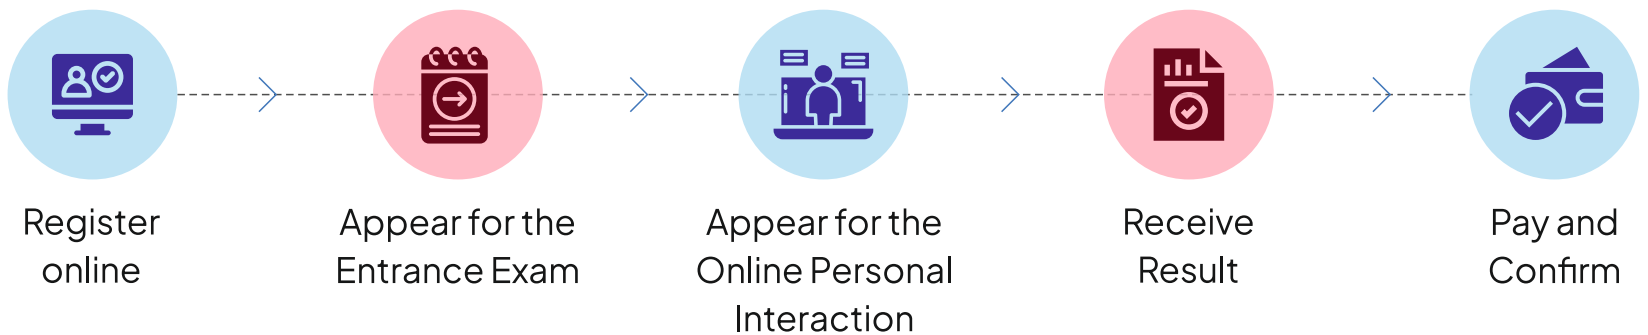 Register
online
Appear for the
Entrance Exam
Appear for the
Online Personal
Interaction
Receive
Result
Pay and
Confirm